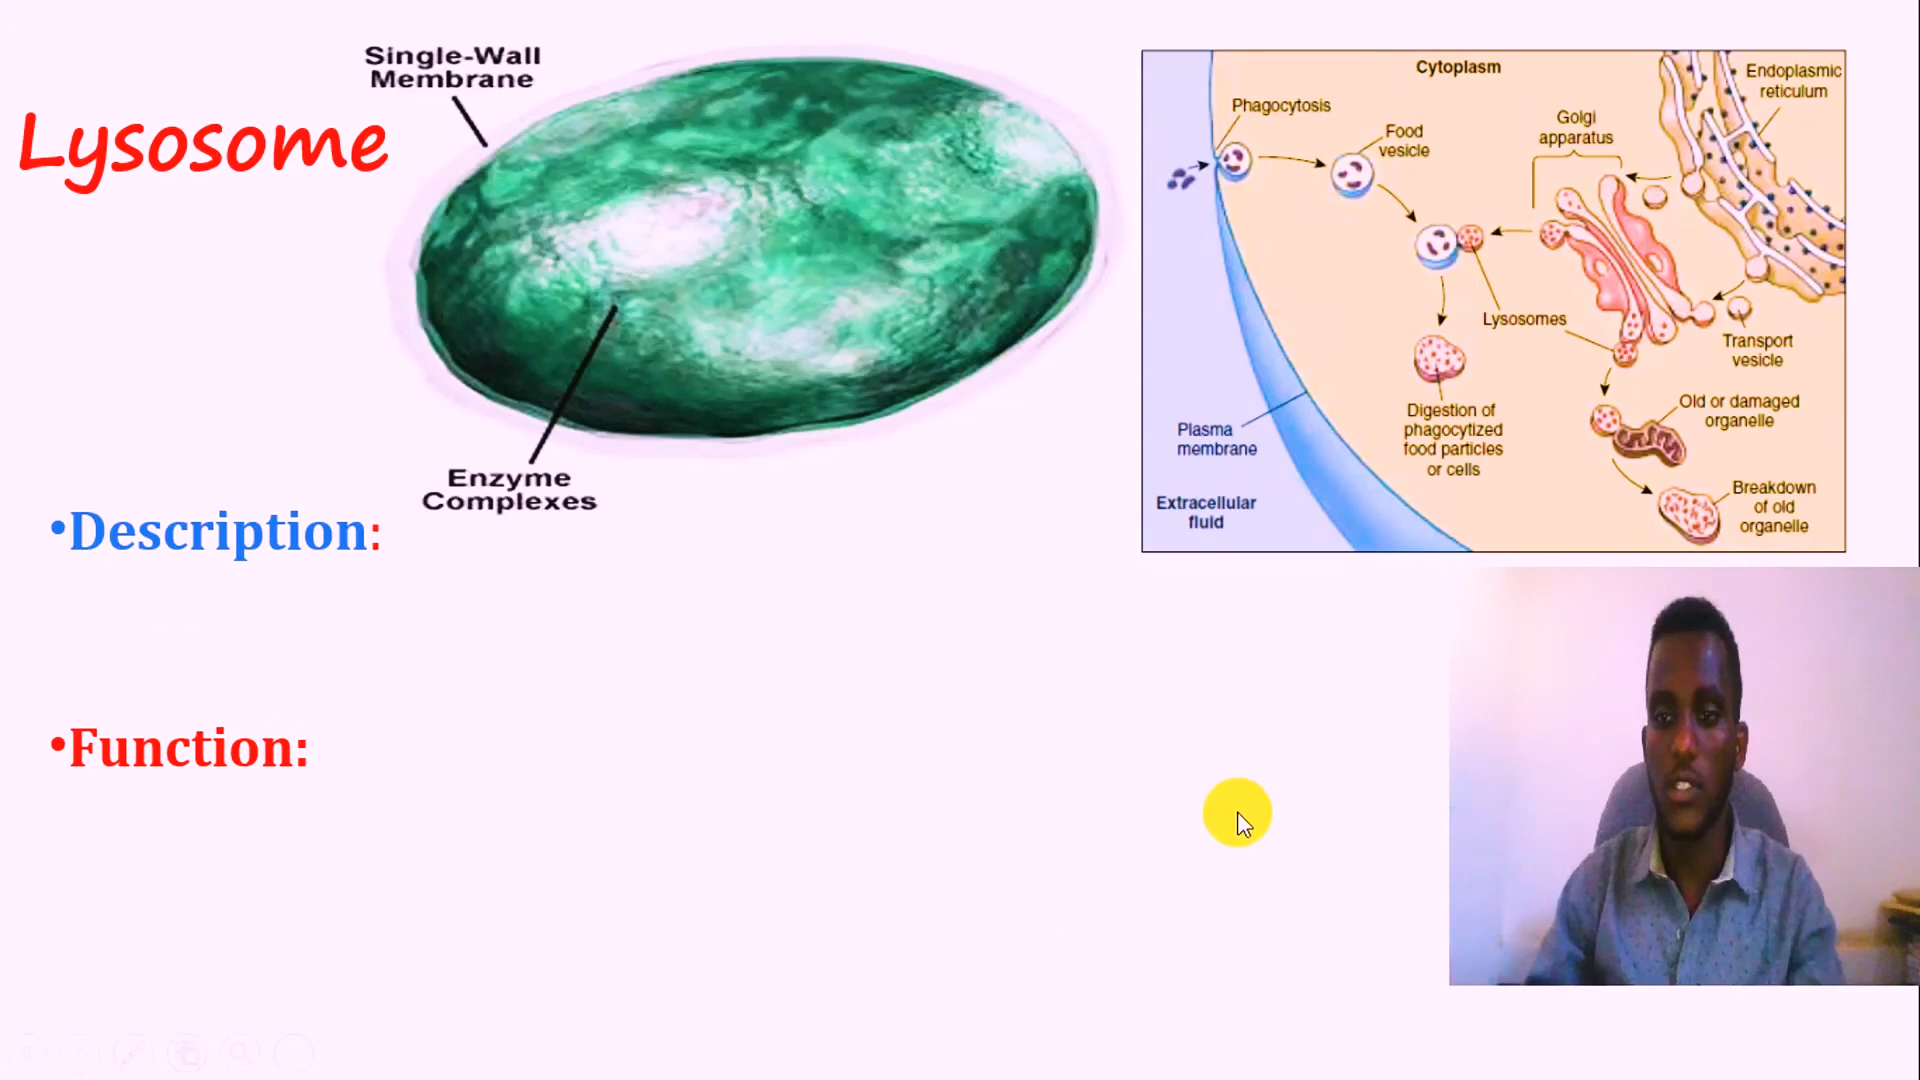 Lysosome
Single-Wall
Membrane
Enzyme
Complexes
Cytoplasm
Phagocytosis
Food
vesicle
Golgi
apparatus
Endoplasmic
reticulum
Lysosomes
Transport
vesicle
Plasma
membrane
Digestion of
phagocytized
food particles
or cells
Old or damaged
organelle
Extracellular
fluid
Breakdown
of old
organelle
•Description:
•Function: